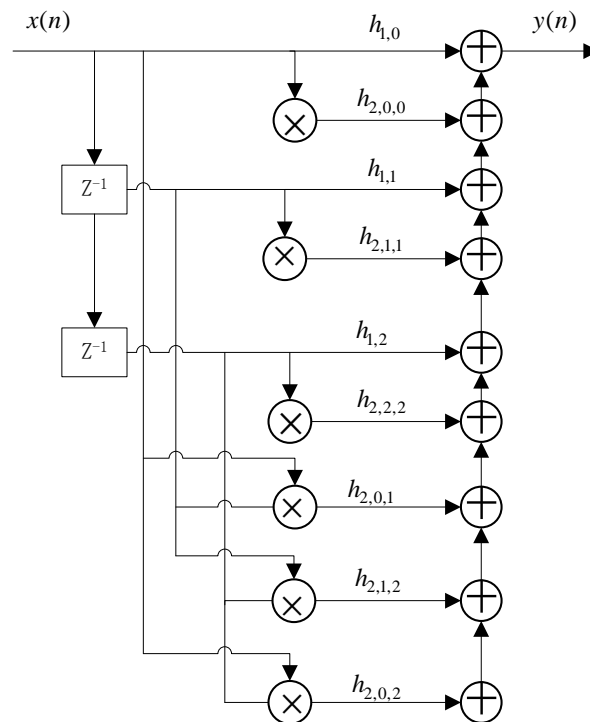 x(n) h₁,₀ y(n)
h₂,₀,₀
Z⁻¹ h₁,₁
h₂,₁,₁
Z⁻¹ h₁,₂
h₂,₂,₂
h₂,₀,₁
h₂,₁,₂
h₂,₀,₂